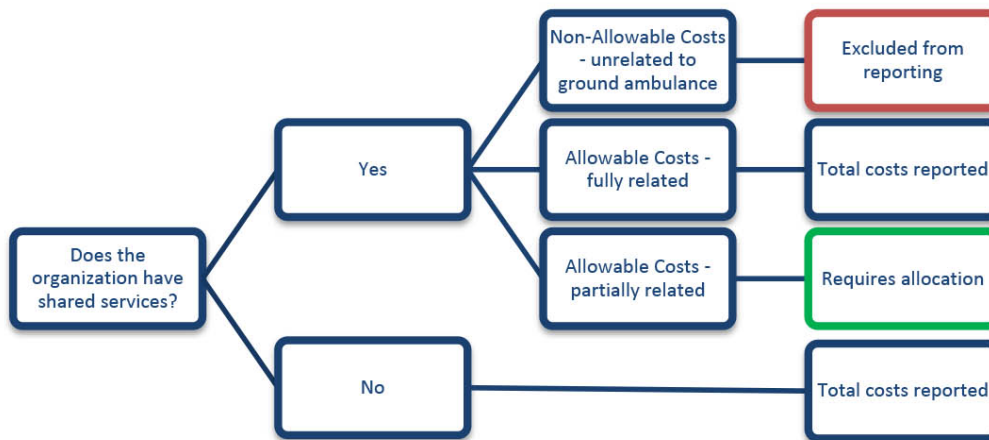 Non-Allowable Costs
- unrelated to
ground ambulance
Excluded from
reporting
Yes
Allowable Costs -
fully related
Total costs reported
Does the
organization have
shared services?
Allowable Costs -
partially related
Requires allocation
No
Total costs reported